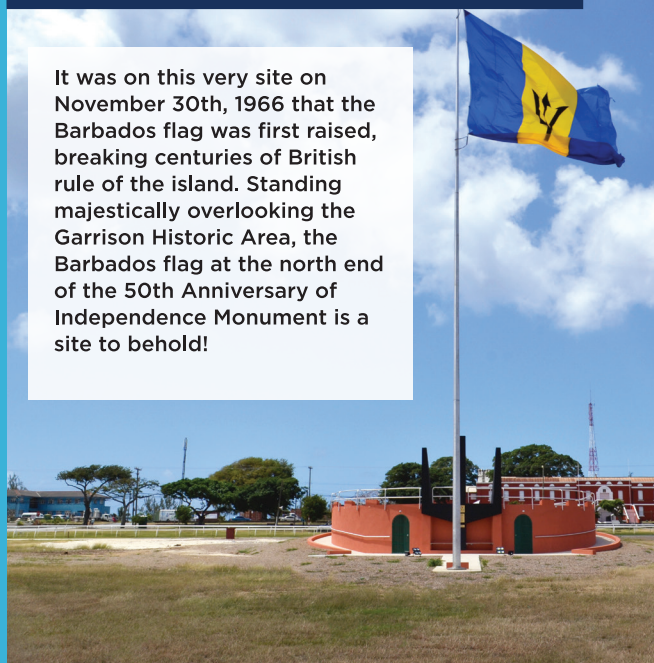 It was on this very site on
November 30th, 1966 that the
Barbados flag was first raised,
breaking centuries of British
rule of the island. Standing
majestically overlooking the
Garrison Historic Area, the
Barbados flag at the north end
of the 50th Anniversary of
Independence Monument is a
site to behold!